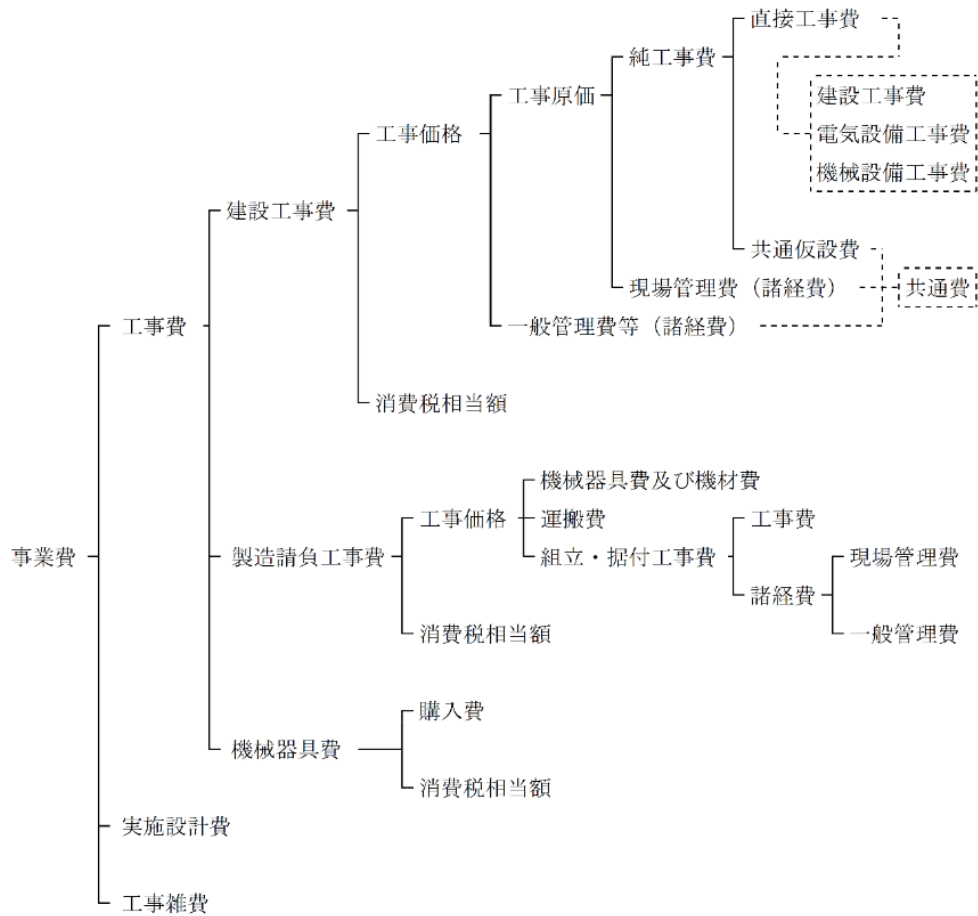 直接工事費
純工事費
建設工事費
工事原価
電気設備工事費
工事価格
機械設備工事費
建設工事費
共通仮設費
現場管理費（諸経費）
共通費
工事費
一般管理費等（諸経費）
消費税相当額
機械器具費及び機材費
工事価格
運搬費
工事費
事業費
製造請負工事費
組立・据付工事費
現場管理費
諸経費
消費税相当額
一般管理費
購入費
機械器具費
消費税相当額
実施設計費
工事雑費